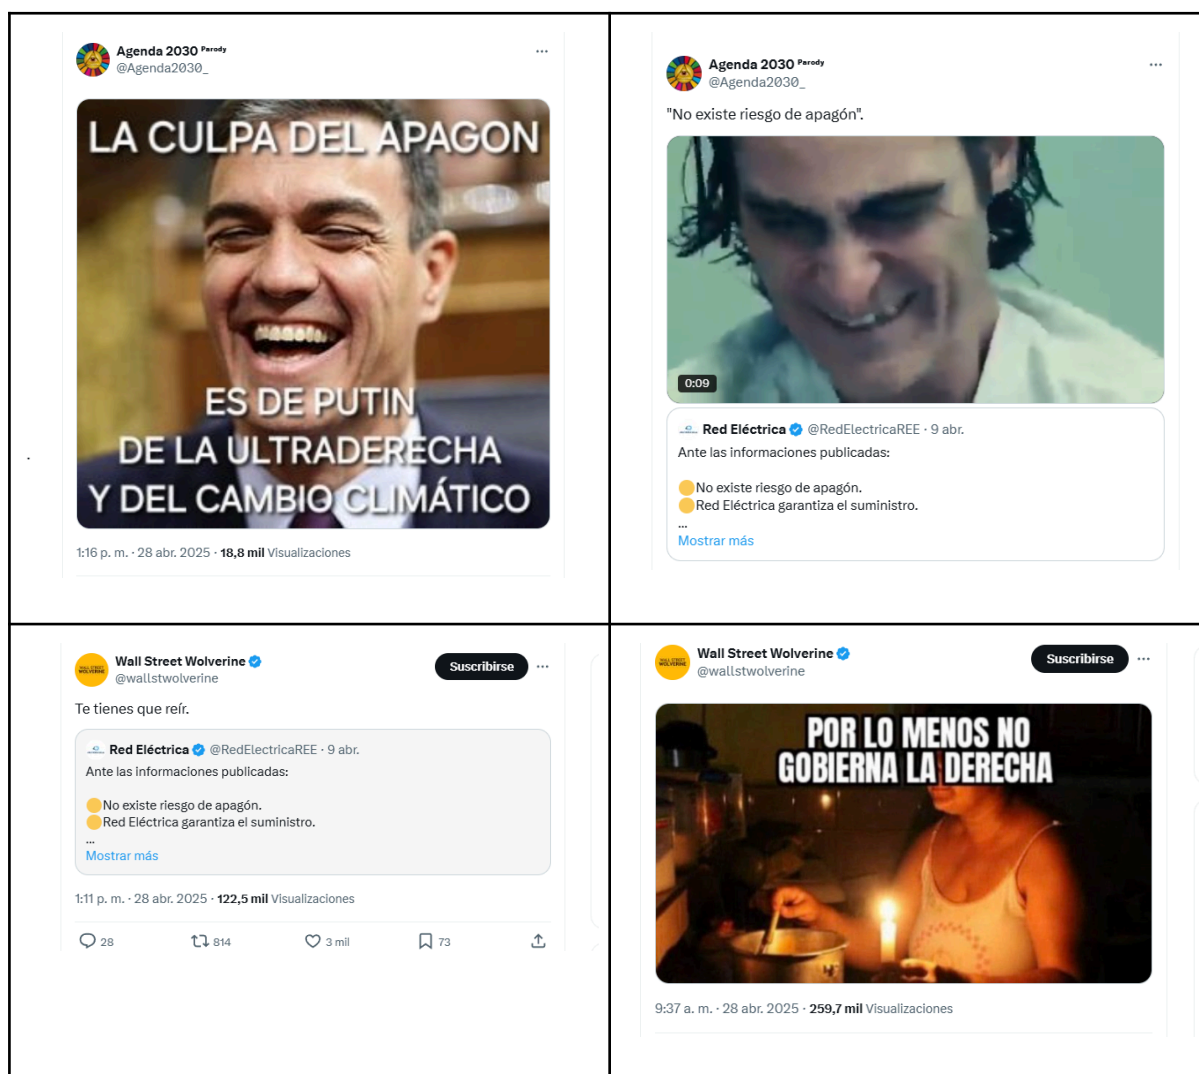 Agenda 2030 Parody
@Agenda2030_
...
LA CULPA DEL APAGON
ES DE PUTIN
DE LA ULTRADERECHA
Y DEL CAMBIO CLIMÁTICO
1:16 p. m. · 28 abr. 2025 · 18,8 mil Visualizaciones
Agenda 2030 Parody
@Agenda2030_
...
"No existe riesgo de apagón".
0:09
Red Eléctrica @RedElectricaREE · 9 abr.
Ante las informaciones publicadas:
No existe riesgo de apagón.
Red Eléctrica garantiza el suministro.
...
Mostrar más
.
WALL STREET
WOLVERINE
Wall Street Wolverine
@wallstwolverine
Suscribirse
...
Te tienes que reír.
Red Eléctrica @RedElectricaREE · 9 abr.
Ante las informaciones publicadas:
No existe riesgo de apagón.
Red Eléctrica garantiza el suministro.
...
Mostrar más
1:11 p. m. · 28 abr. 2025 · 122,5 mil Visualizaciones
28
814
3 mil
73
WALL STREET
WOLVERINE
Wall Street Wolverine
@wallstwolverine
Suscribirse
...
POR LO MENOS NO
GOBIERNA LA DERECHA
9:37 a. m. · 28 abr. 2025 · 259,7 mil Visualizaciones